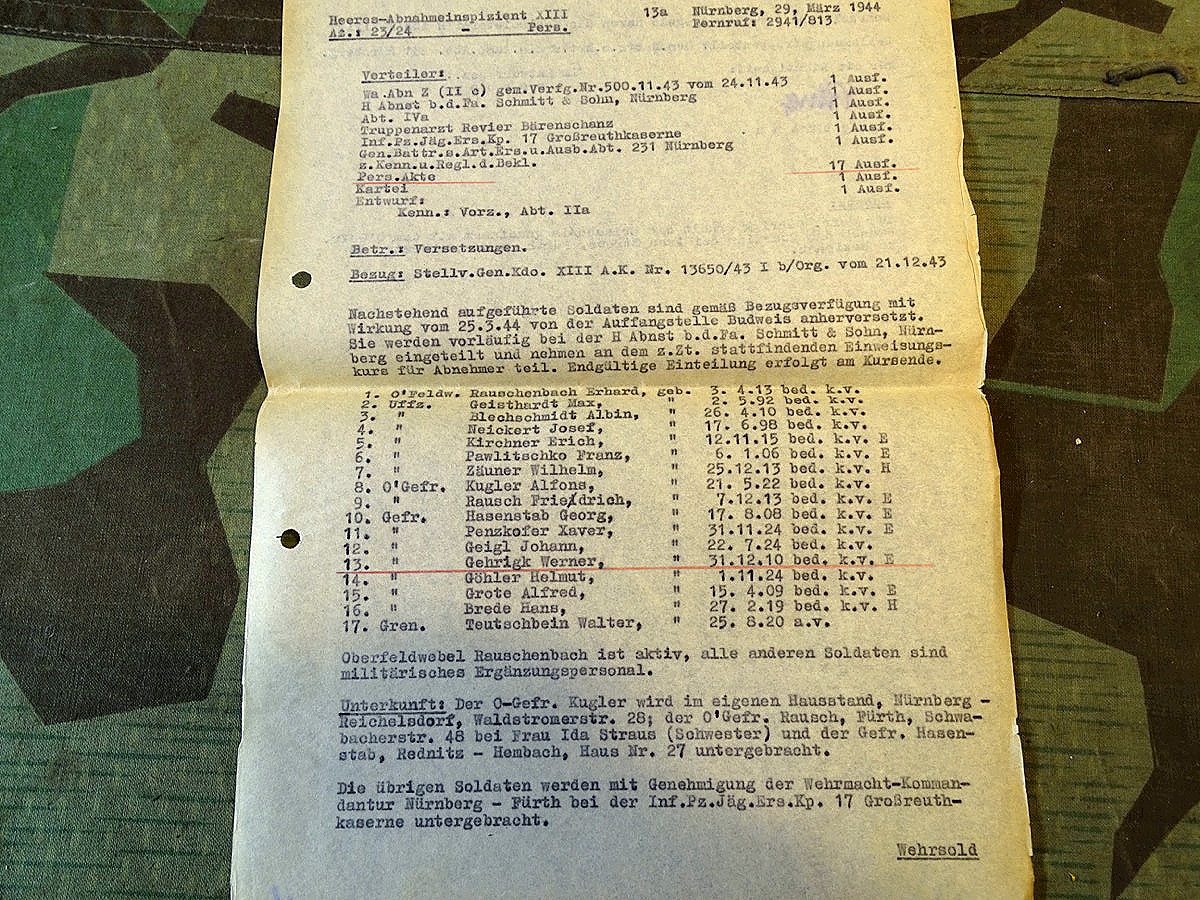 Heeres-Abnahmeinspizient XIII 13a Nürnberg, 29, März 1944
Az.: 23/24 - Pers. Fernruf: 2941/813
Verteiler:
Wa.Abn Z (II c) gem.Verfg.Nr.500.11.43 vom 24.11.43 1 Ausf.
H Abnst b.d.Fa. Schmitt & Sohn, Nürnberg 1 Ausf.
Abt. IVa 1 Ausf.
Truppenarzt Revier Bärenschanz 1 Ausf.
Inf.Pz.Jäg.Ers.Kp. 17 Großreuthkaserne 1 Ausf.
Gen.Battr.s.Art.Ers.u.Ausb.Abt. 231 Nürnberg 1 Ausf.
z.Kenn.u.Regl.d.Bekl.
Pers.Akte 17 Ausf.
Kartei 1 Ausf.
Entwurf: 1 Ausf.
Kenn.: Vorz., Abt. IIa
Betr.: Versetzungen.
Bezug: Stellv.Gen.Kdo. XIII A.K. Nr. 13650/43 I b/Org. vom 21.12.43
Nachstehend aufgeführte Soldaten sind gemäß Bezugsverfügung mit
Wirkung vom 25.3.44 von der Auffangstelle Budweis anherversetzt.
Sie werden vorläufig bei der H Abnst b.d.Fa. Schmitt & Sohn, Nürn-
berg eingeteilt und nehmen an dem z.Zt. stattfindenden Einweisungs-
kurs für Abnehmer teil. Endgültige Einteilung erfolgt am Kursende.
1. O'Feldw. Rauschenbach Erhard, geb. 3. 4.13 bed. k.v.
2. Uffz. Geisthardt Max, " 2. 5.92 bed. k.v.
3. " Blechschmidt Albin, " 26. 4.10 bed. k.v.
4. " Neickert Josef, " 17. 6.98 bed. k.v.
5. " Kirchner Erich, " 12.11.15 bed. k.v. E
6. " Pawlitschko Franz, " 6. 1.06 bed. k.v. E
7. " Zäuner Wilhelm, " 25.12.13 bed. k.v. H
8. O'Gefr. Kugler Alfons, " 21. 5.22 bed. k.v.
9. " Rausch Friedrich, " 7.12.13 bed. k.v. E
10. Gefr. Hasenstab Georg, " 17. 8.08 bed. k.v. E
11. " Penzkofer Xaver, " 31.11.24 bed. k.v. E
12. " Geigl Johann, " 22. 7.24 bed. k.v.
13. " Gehrigk Werner, " 31.12.10 bed. k.v. E
14. " Göhler Helmut, " 1.11.24 bed. k.v.
15. " Grote Alfred, " 15. 4.09 bed. k.v. E
16. " Brede Hans, " 27. 2.19 bed. k.v. H
17. Gren. Teutschbein Walter, " 25. 8.20 a.v.
Oberfeldwebel Rauschenbach ist aktiv, alle anderen Soldaten sind
militärisches Ergänzungspersonal.
Unterkunft: Der O-Gefr. Kugler wird im eigenen Hausstand, Nürnberg -
Reichelsdorf, Waldstromerstr. 28; der O'Gefr. Rausch, Fürth, Schwa-
bacherstr. 48 bei Frau Ida Straus (Schwester) und der Gefr. Hasen-
stab, Rednitz - Hembach, Haus Nr. 27 untergebracht.
Die übrigen Soldaten werden mit Genehmigung der Wehrmacht-Komman-
dantur Nürnberg - Fürth bei der Inf.Pz.Jäg.Ers.Kp. 17 Großreuth-
kaserne untergebracht.
Wehrsold